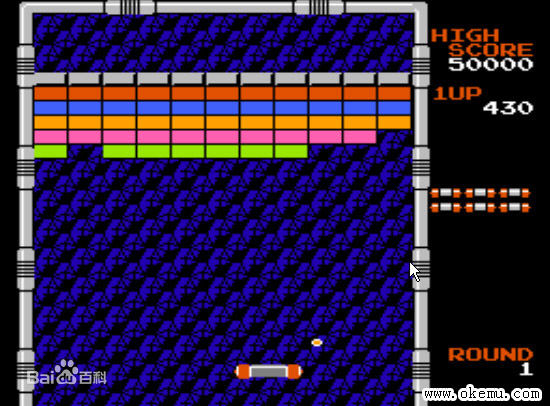 HIGH
SCORE
50000
1UP
430
ROUND
1
Bai百科
www.okemu.com